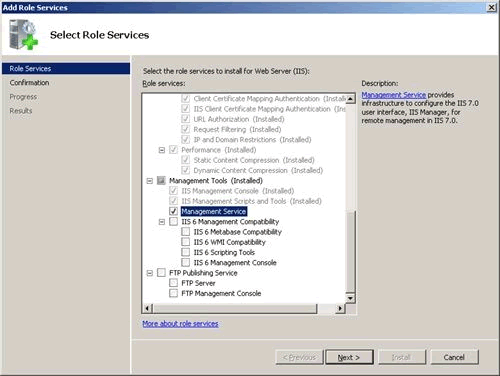 Add Role Services
Select Role Services
Role Services
Confirmation
Progress
Results
Select the role services to install for Web Server (IIS):
Role services:
Client Certificate Mapping Authentication (Install
IIS Client Certificate Mapping Authentication (In
URL Authorization (Installed)
Request Filtering (Installed)
IP and Domain Restrictions (Installed)
Performance (Installed)
Static Content Compression (Installed)
Dynamic Content Compression (Installed)
Management Tools (Installed)
IIS Management Console (Installed)
IIS Management Scripts and Tools (Installed)
Management Service
IIS 6 Management Compatibility
IIS 6 Metabase Compatibility
IIS 6 WMI Compatibility
IIS 6 Scripting Tools
IIS 6 Management Console
FTP Publishing Service
FTP Server
FTP Management Console
More about role services
Description:
Management Service provides
infrastructure to configure the IIS 7.0
user interface, IIS Manager, for
remote management in IIS 7.0.
< Previous
Next >
Install
Cancel